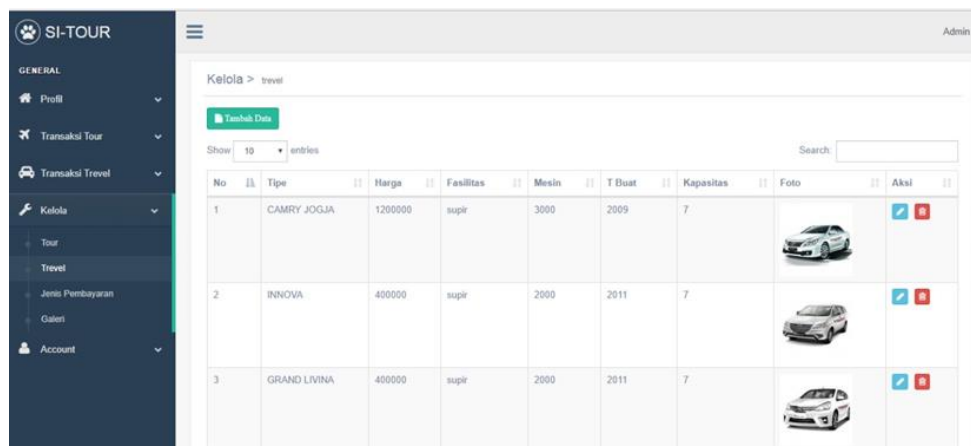 SI-TOUR
Admin
GENERAL
Profil
Transaksi Tour
Transaksi Trevel
Kelola
Tour
Trevel
Jenis Pembayaran
Galeri
Account
Kelola > trevel
Tambah Data
Show 10 entries
Search:
No Tipe Harga Fasilitas Mesin T Buat Kapasitas Foto Aksi
1 CAMRY JOGJA 1200000 supir 3000 2009 7
2 INNOVA 400000 supir 2000 2011 7
3 GRAND LIVINA 400000 supir 2000 2011 7